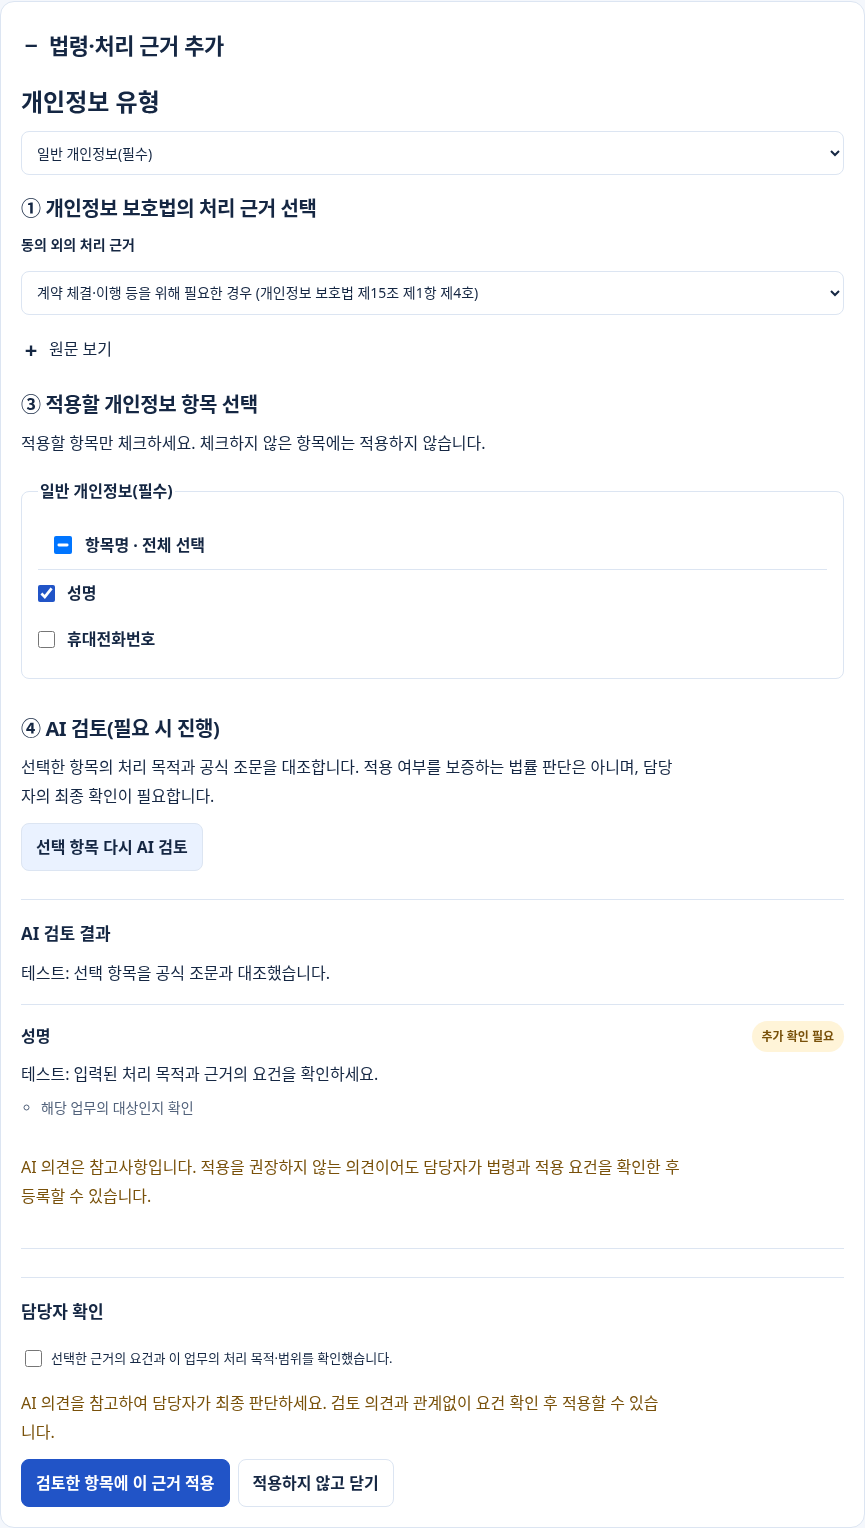 − 법령·처리 근거 추가
개인정보 유형
일반 개인정보(필수)
① 개인정보 보호법의 처리 근거 선택
동의 외의 처리 근거
계약 체결·이행 등을 위해 필요한 경우 (개인정보 보호법 제15조 제1항 제4호)
+ 원문 보기
③ 적용할 개인정보 항목 선택
적용할 항목만 체크하세요. 체크하지 않은 항목에는 적용하지 않습니다.
일반 개인정보(필수)
항목명 · 전체 선택
성명
휴대전화번호
④ AI 검토(필요 시 진행)
선택한 항목의 처리 목적과 공식 조문을 대조합니다. 적용 여부를 보증하는 법률 판단은 아니며, 담당
자의 최종 확인이 필요합니다.
선택 항목 다시 AI 검토
AI 검토 결과
테스트: 선택 항목을 공식 조문과 대조했습니다.
성명
추가 확인 필요
테스트: 입력된 처리 목적과 근거의 요건을 확인하세요.
해당 업무의 대상인지 확인
AI 의견은 참고사항입니다. 적용을 권장하지 않는 의견이어도 담당자가 법령과 적용 요건을 확인한 후
등록할 수 있습니다.
담당자 확인
선택한 근거의 요건과 이 업무의 처리 목적·범위를 확인했습니다.
AI 의견을 참고하여 담당자가 최종 판단하세요. 검토 의견과 관계없이 요건 확인 후 적용할 수 있습
니다.
검토한 항목에 이 근거 적용
적용하지 않고 닫기